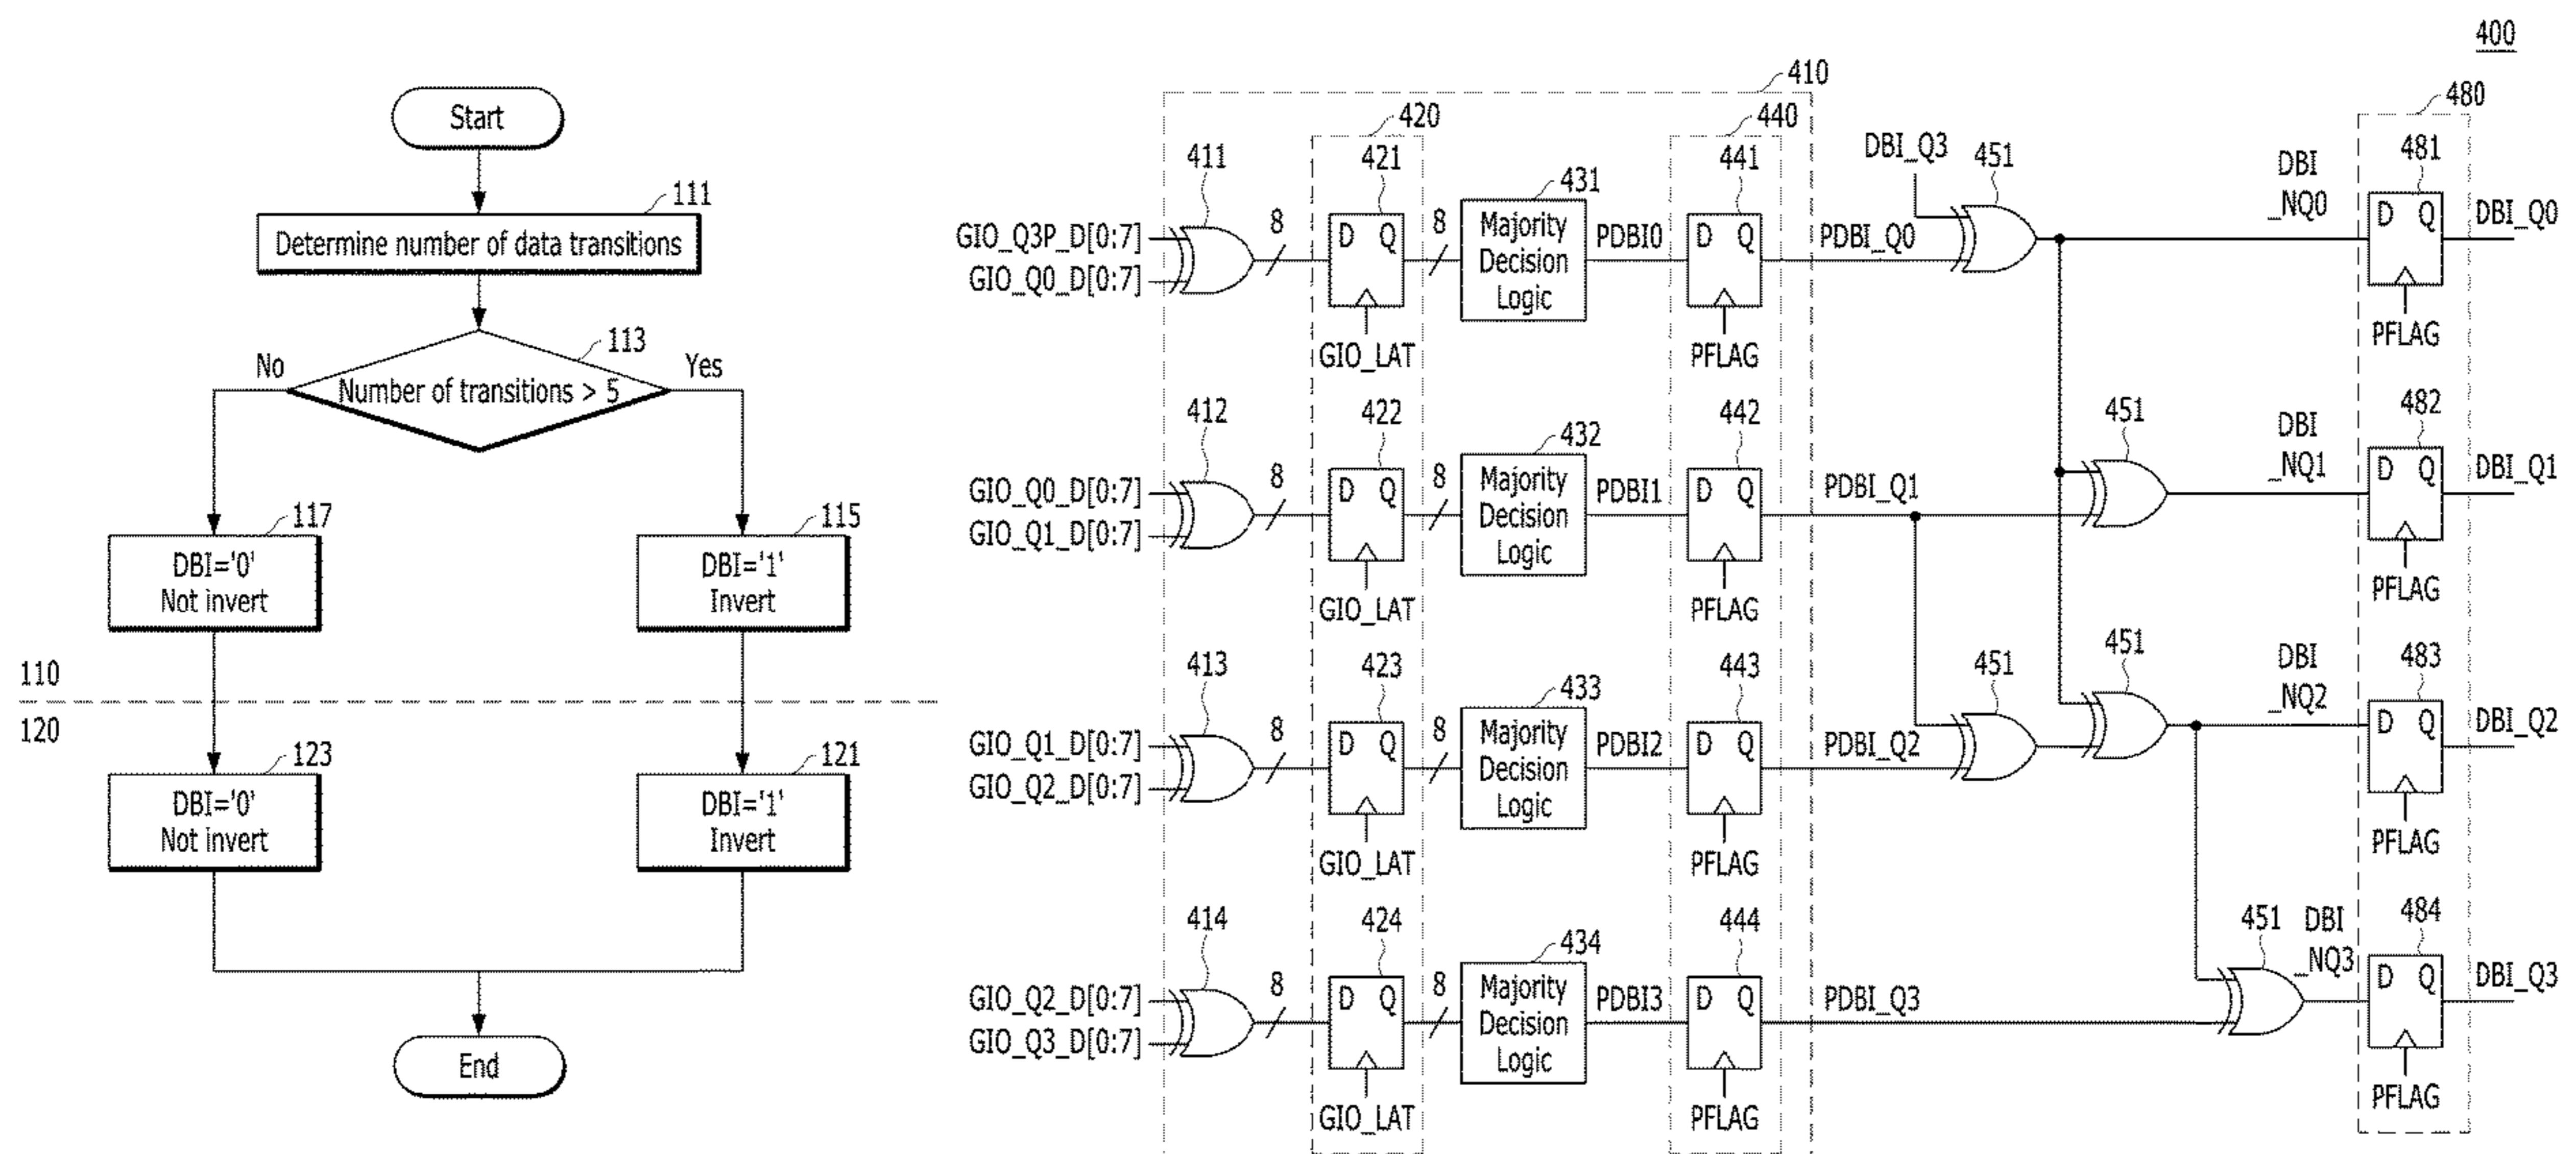 Start
111
Determine number of data transitions
113
No
Yes
Number of transitions > 5
117
DBI='0'
Not invert
115
DBI='1'
Invert
110
120
123
DBI='0'
Not invert
121
DBI='1'
Invert
End
400
410
420
440
480
411
421
431
441
DBI_Q3
451
DBI
_NQ0
481
GIO_Q3P_D[0:7]
GIO_Q0_D[0:7]
8
D Q
8
Majority
Decision
Logic
PDBI0
D Q
PDBI_Q0
D Q
DBI_Q0
GIO_LAT
PFLAG
PFLAG
412
422
432
442
451
DBI
_NQ1
482
GIO_Q0_D[0:7]
GIO_Q1_D[0:7]
8
D Q
8
Majority
Decision
Logic
PDBI1
D Q
PDBI_Q1
D Q
DBI_Q1
GIO_LAT
PFLAG
PFLAG
413
423
433
443
451
451
DBI
_NQ2
483
GIO_Q1_D[0:7]
GIO_Q2_D[0:7]
8
D Q
8
Majority
Decision
Logic
PDBI2
D Q
PDBI_Q2
D Q
DBI_Q2
GIO_LAT
PFLAG
PFLAG
414
424
434
444
451
DBI
_NQ3
484
GIO_Q2_D[0:7]
GIO_Q3_D[0:7]
8
D Q
8
Majority
Decision
Logic
PDBI3
D Q
PDBI_Q3
D Q
DBI_Q3
GIO_LAT
PFLAG
PFLAG